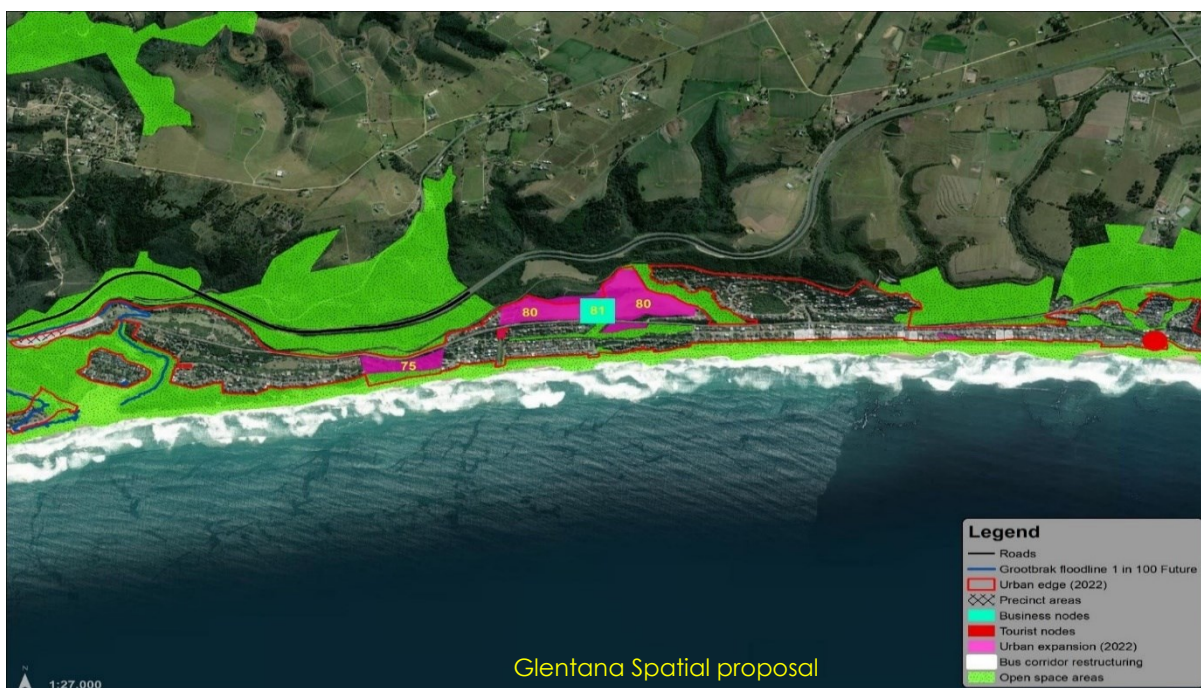 80
81
80
75
Legend
Roads
Grootbrak floodline 1 in 100 Future
Urban edge (2022)
Precinct areas
Business nodes
Tourist nodes
Urban expansion (2022)
Bus corridor restructuring
Open space areas
N
1:27,000
Glentana Spatial proposal